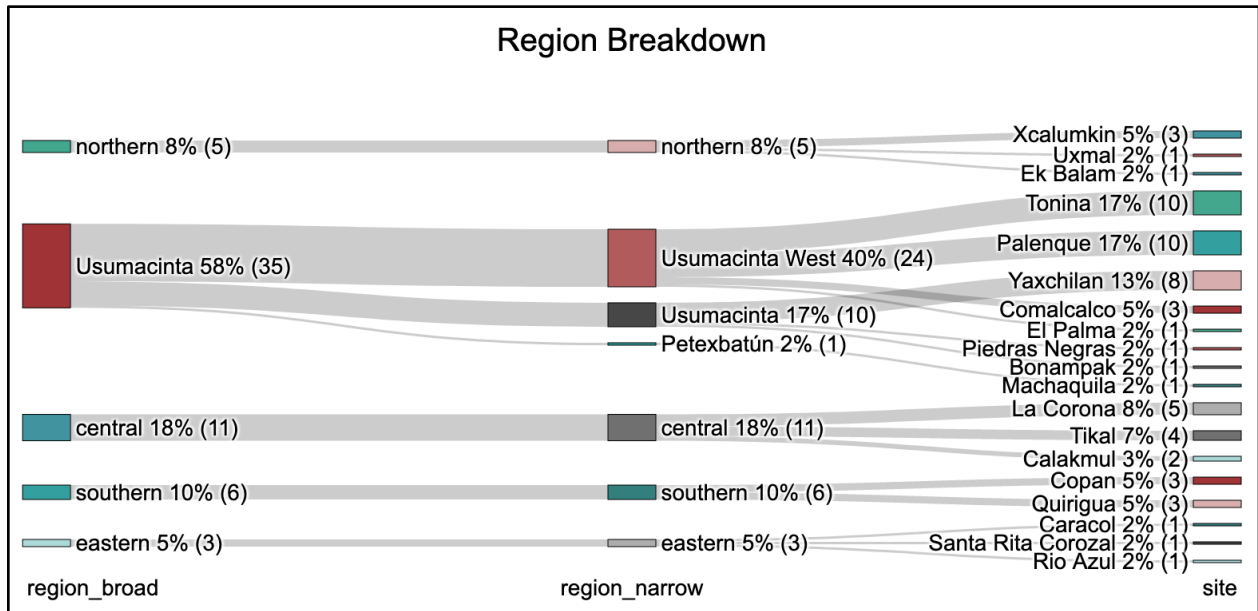 Region Breakdown
northern 8% (5)
Usumacinta 58% (35)
central 18% (11)
southern 10% (6)
eastern 5% (3)
region_broad
northern 8% (5)
Usumacinta West 40% (24)
Usumacinta 17% (10)
Petexbatún 2% (1)
central 18% (11)
southern 10% (6)
eastern 5% (3)
region_narrow
Xcalumkin 5% (3)
Uxmal 2% (1)
Ek Balam 2% (1)
Tonina 17% (10)
Palenque 17% (10)
Yaxchilan 13% (8)
Comalcalco 5% (3)
El Palma 2% (1)
Piedras Negras 2% (1)
Bonampak 2% (1)
Machaquila 2% (1)
La Corona 8% (5)
Tikal 7% (4)
Calakmul 3% (2)
Copan 5% (3)
Quirigua 5% (3)
Caracol 2% (1)
Santa Rita Corozal 2% (1)
Rio Azul 2% (1)
site